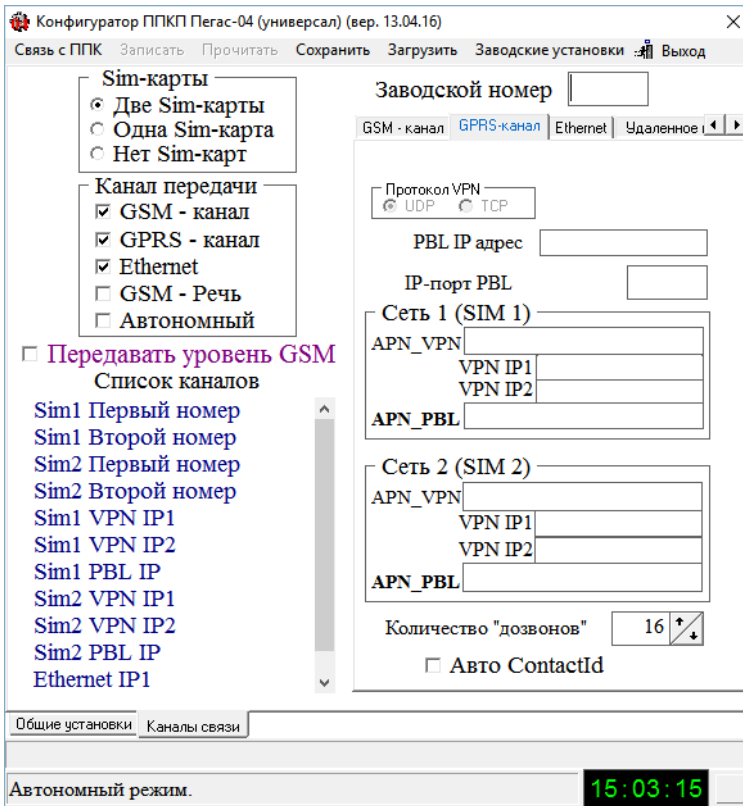 Конфигуратор ППКП Пегас-04 (универсал) (вер. 13.04.16)
Связь с ППК Записать Прочитать Сохранить Загрузить Заводские установки Выход
Sim-карты
Две Sim-карты
Одна Sim-карта
Нет Sim-карт
Канал передачи
GSM - канал
GPRS - канал
Ethernet
GSM - Речь
Автономный
Передавать уровень GSM
Список каналов
Sim1 Первый номер
Sim1 Второй номер
Sim2 Первый номер
Sim2 Второй номер
Sim1 VPN IP1
Sim1 VPN IP2
Sim1 PBL IP
Sim2 VPN IP1
Sim2 VPN IP2
Sim2 PBL IP
Ethernet IP1
Заводской номер
GSM - канал GPRS-канал Ethernet Удаленное
Протокол VPN
UDP TCP
PBL IP адрес
IP-порт PBL
Сеть 1 (SIM 1)
APN_VPN
VPN IP1
VPN IP2
APN_PBL
Сеть 2 (SIM 2)
APN_VPN
VPN IP1
VPN IP2
APN_PBL
Количество "дозвонов" 16
Авто ContactId
Общие установки Каналы связи
Автономный режим.
15:03:15